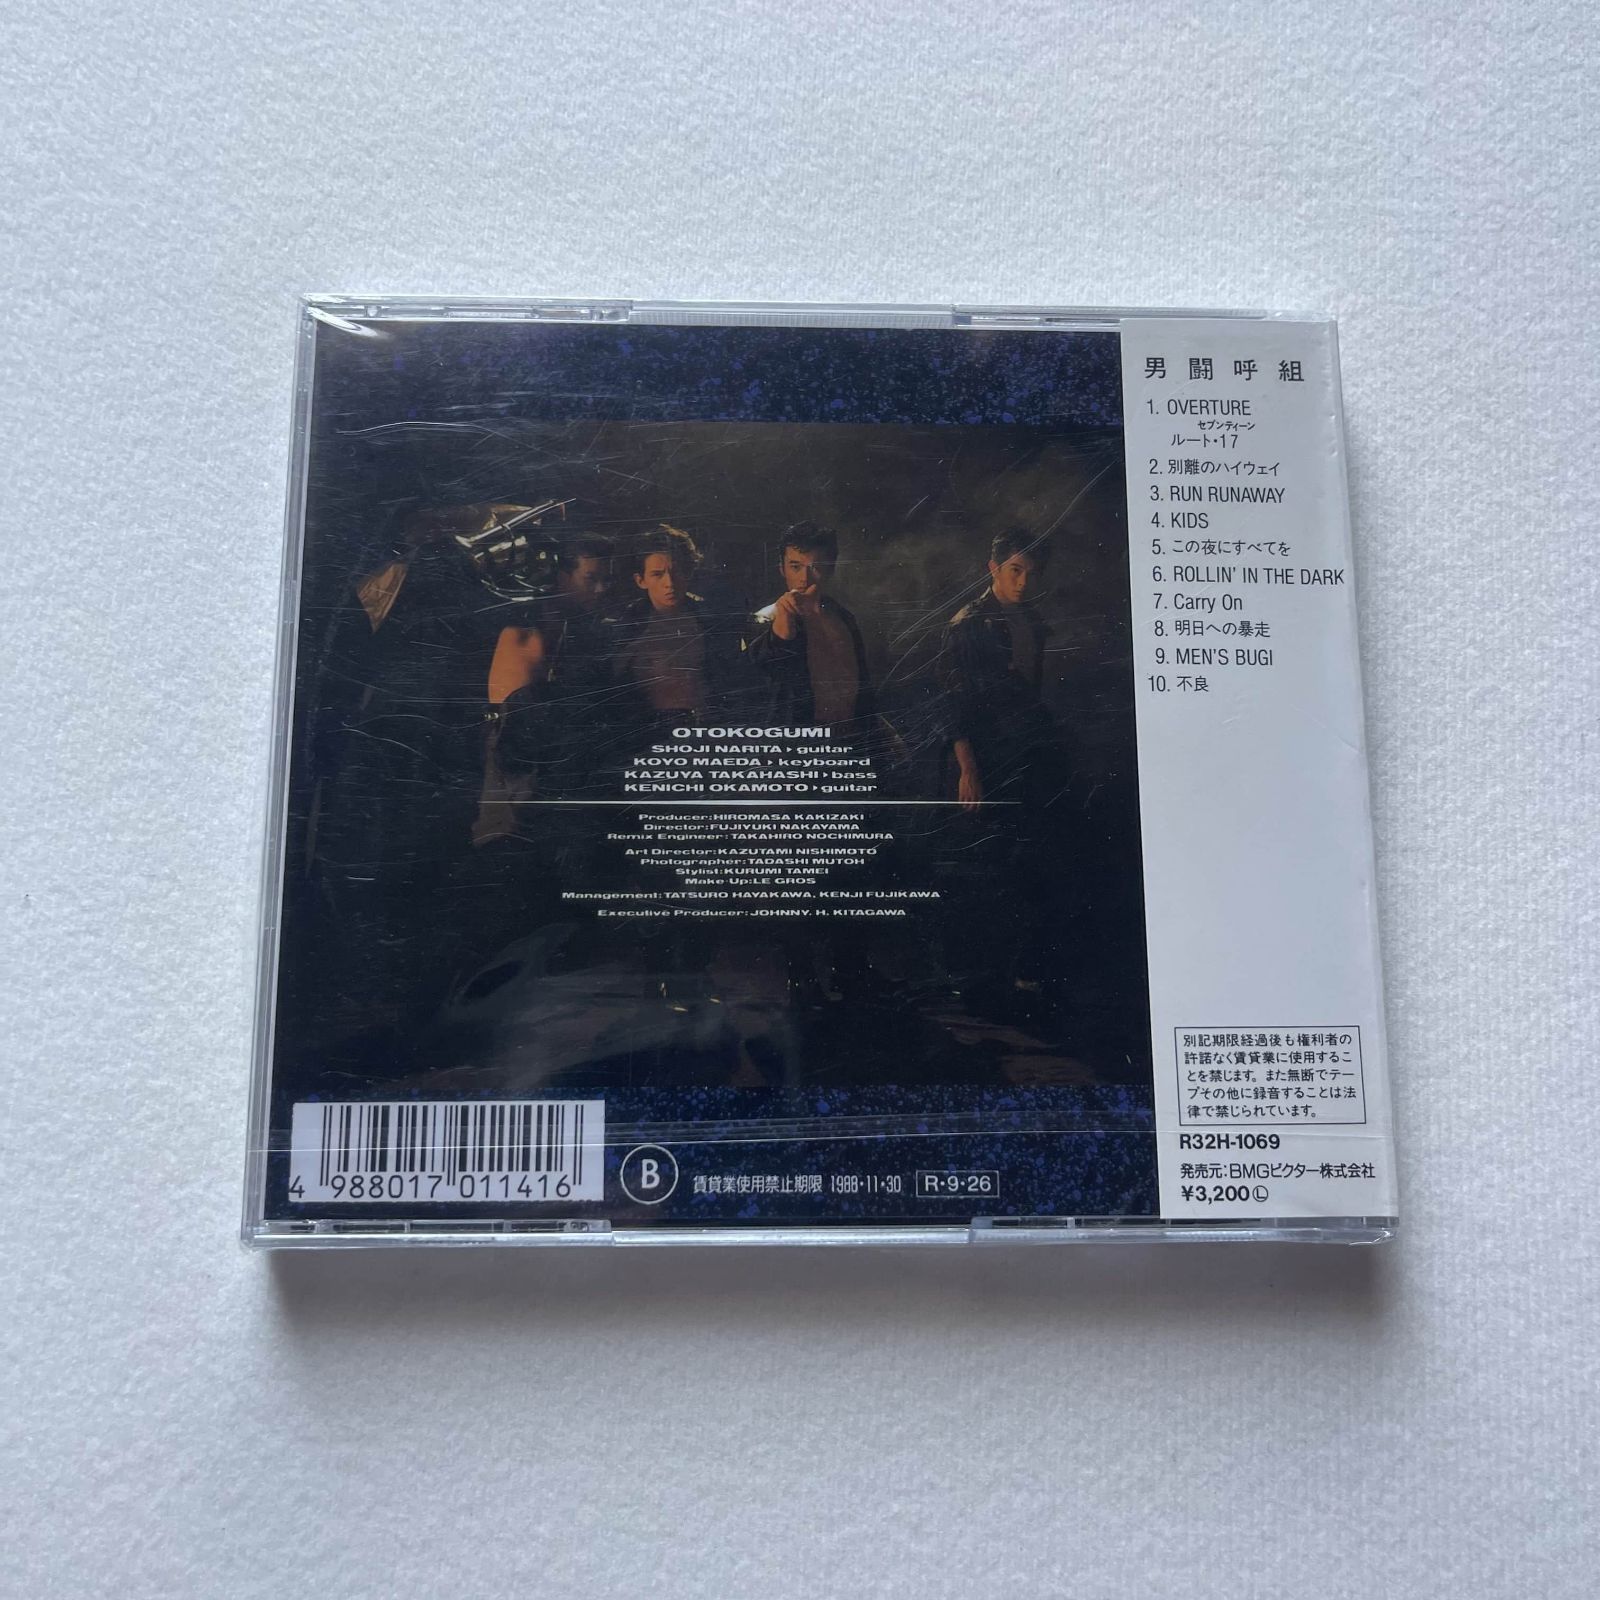 男闘呼組
1. OVERTURE
セブンティーン
ルート・17
2. 別離のハイウェイ
3. RUN RUNAWAY
4. KIDS
5. この夜にすべてを
6. ROLLIN' IN THE DARK
7. Carry On
8. 明日への暴走
9. MEN'S BUGI
10. 不良
OTOKOGUMI
SHOJI NARITA▸guitar
KOYO MAEDA▸keyboard
KAZUYA TAKAHASHI▸bass
KENICHI OKAMOTO▸guitar
Producer:HIROMASA KAKIZAKI
Director:FUJIYUKI NAKAYAMA
Remix Engineer:TAKAHIRO NOCHIMURA
Art Director:KAZUTAMI NISHIMOTO
Photographer:TADASHI MUTOH
Stylist:KURUMI TAMEI
Make-Up:LE GROS
Management:TATSURO HAYAKAWA, KENJI FUJIKAWA
Executive Producer:JOHNNY. H. KITAGAWA
別記期限経過後も権利者の
許諾なく賃貸業に使用するこ
とを禁じます。また無断でテー
プその他に録音することは法
律で禁じられています。
R32H-1069
発売元:BMGビクター株式会社
¥3,200Ⓛ
4 988017 011416
Ⓑ 賃貸業使用禁止期限 1988・11・30 R・9・26